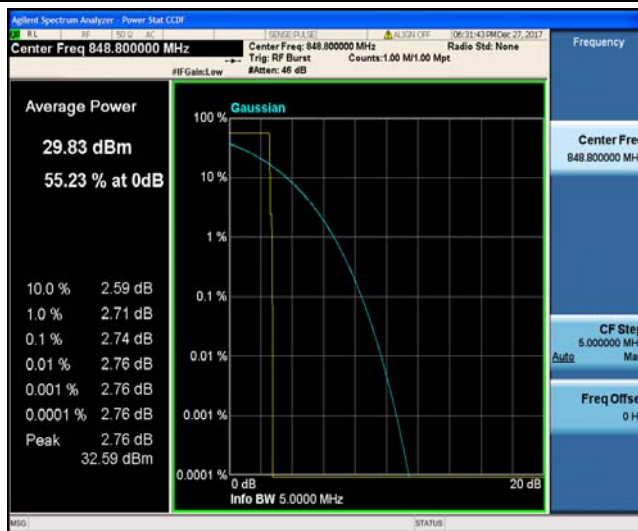 Agilent Spectrum Analyzer - Power Stat CCDF
RL RF 50 Ω AC SENSE:PULSE ALIGN OFF 06:31:43 PM Dec 27, 2017
Center Freq 848.800000 MHz
Center Freq: 848.800000 MHz Radio Std: None
Trig: RF Burst Counts:1.00 M/1.00 Mpt
#IFGain:Low #Atten: 46 dB
Frequency
Average Power
29.83 dBm
55.23 % at 0dB
10.0 % 2.59 dB
1.0 % 2.71 dB
0.1 % 2.74 dB
0.01 % 2.76 dB
0.001 % 2.76 dB
0.0001 % 2.76 dB
Peak 2.76 dB
32.59 dBm
Gaussian
100 %
10 %
1 %
0.1 %
0.01 %
0.001 %
0.0001 %
0 dB 20 dB
Info BW 5.0000 MHz
Center Fre
848.800000 MH
CF Ste
5.000000 MH
Auto Ma
Freq Offse
0 H
MSG STATUS